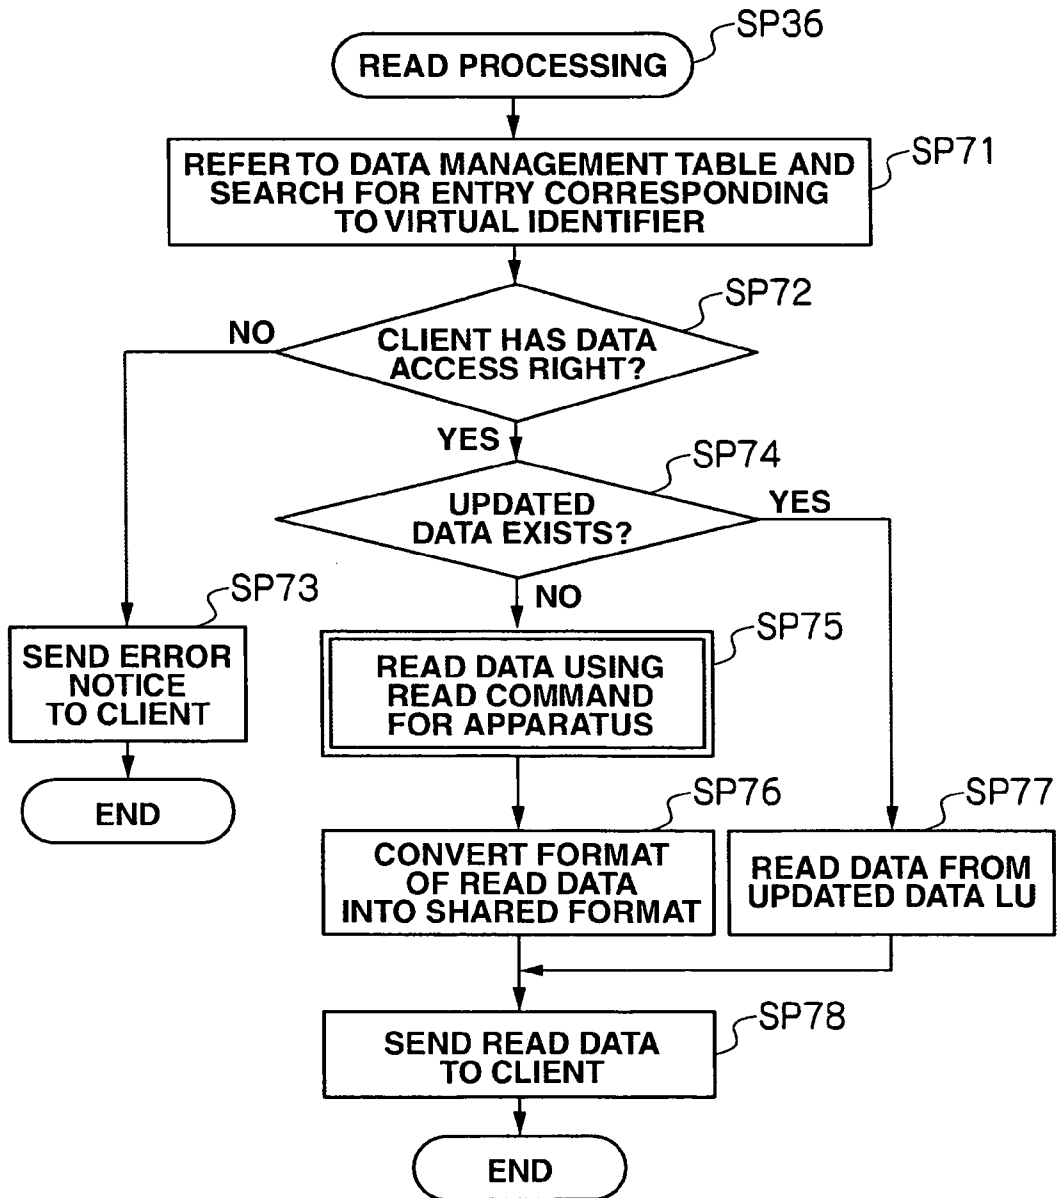 SP36
READ PROCESSING
SP71
REFER TO DATA MANAGEMENT TABLE AND
SEARCH FOR ENTRY CORRESPONDING
TO VIRTUAL IDENTIFIER
SP72
NO
CLIENT HAS DATA
ACCESS RIGHT?
YES
SP74
UPDATED
DATA EXISTS?
YES
NO
SP73
SEND ERROR
NOTICE
TO CLIENT
END
SP75
READ DATA USING
READ COMMAND
FOR APPARATUS
SP76
CONVERT FORMAT
OF READ DATA
INTO SHARED FORMAT
SP77
READ DATA FROM
UPDATED DATA LU
SP78
SEND READ DATA
TO CLIENT
END